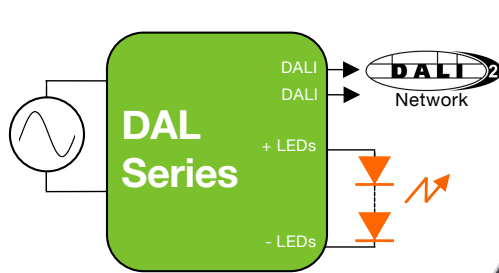 DALI
DALI
DALI 2
Network
DAL
Series
+ LEDs
- LEDs